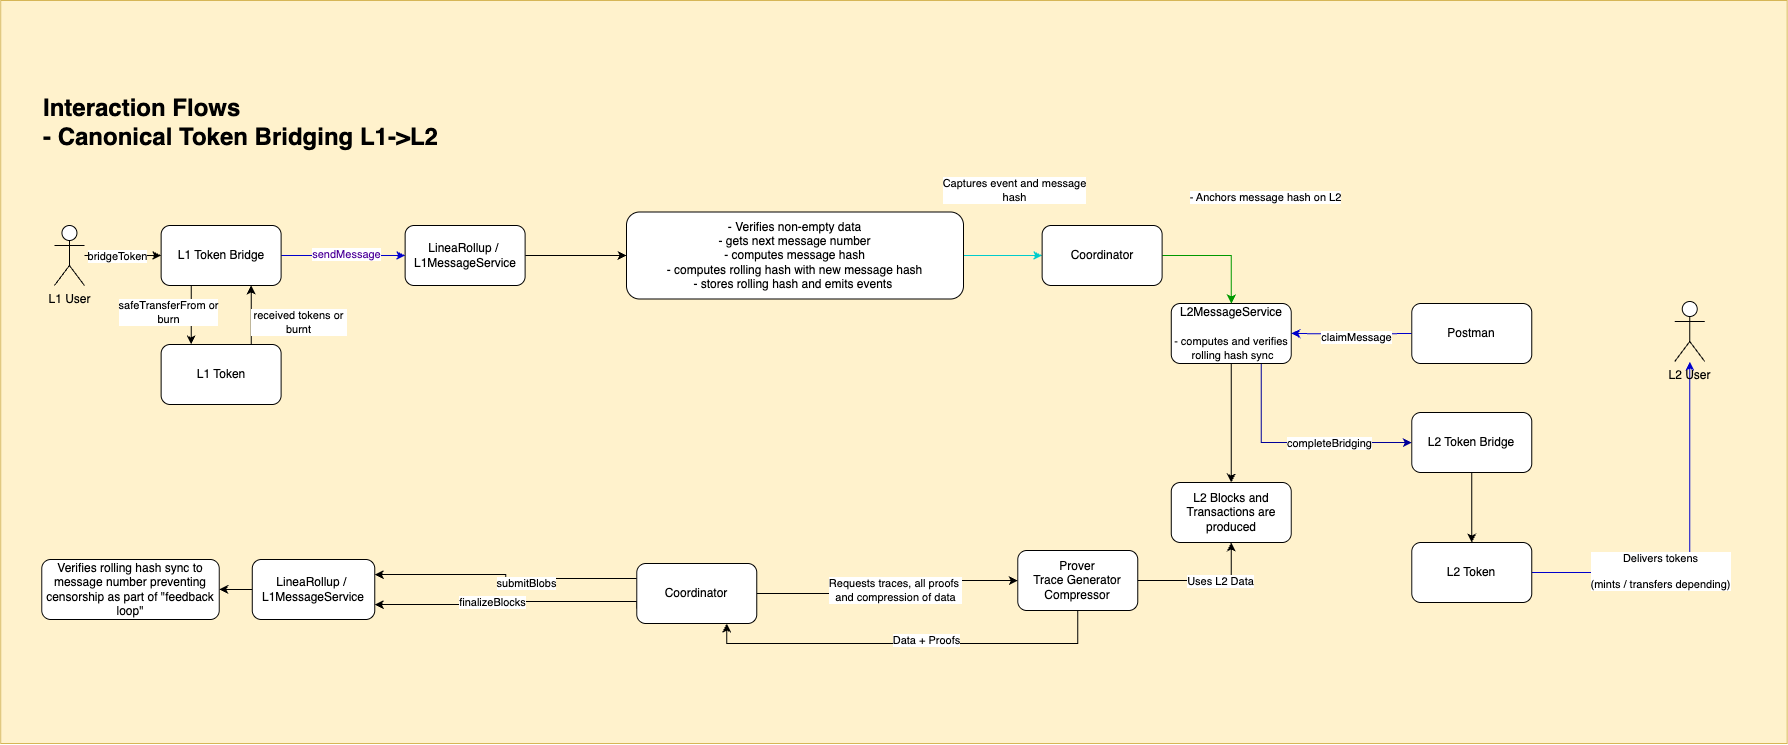 Interaction Flows
- Canonical Token Bridging L1->L2
Captures event and message
hash
- Anchors message hash on L2
L1 User
bridgeToken
L1 Token Bridge
sendMessage
LineaRollup /
L1MessageService
- Verifies non-empty data
- gets next message number
- computes message hash
- computes rolling hash with new message hash
- stores rolling hash and emits events
Coordinator
safeTransferFrom or
burn
received tokens or
burnt
L1 Token
L2MessageService
- computes and verifies
rolling hash sync
claimMessage
Postman
L2 User
completeBridging
L2 Token Bridge
L2 Blocks and
Transactions are
produced
L2 Token
Delivers tokens
(mints / transfers depending)
Verifies rolling hash sync to
message number preventing
censorship as part of "feedback
loop"
LineaRollup /
L1MessageService
submitBlobs
finalizeBlocks
Coordinator
Requests traces, all proofs
and compression of data
Prover
Trace Generator
Compressor
Uses L2 Data
Data + Proofs